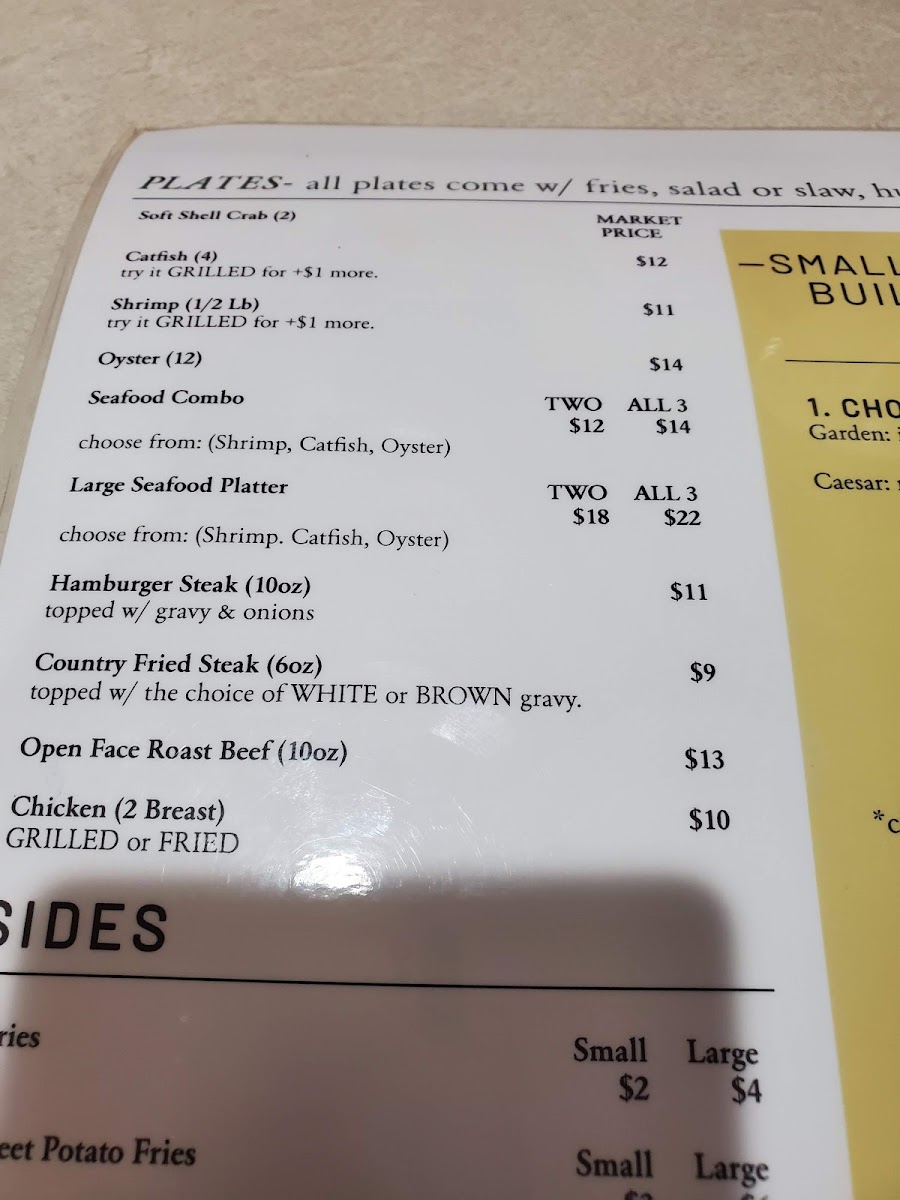 PLATES- all plates come w/ fries, salad or slaw,
Soft Shell Crab (2) MARKET PRICE
Catfish (4) $12
try it GRILLED for +$1 more.
Shrimp (1/2 Lb) $11
try it GRILLED for +$1 more.
Oyster (12) $14
Seafood Combo TWO ALL 3
$12 $14
choose from: (Shrimp, Catfish, Oyster)
Large Seafood Platter TWO ALL 3
$18 $22
choose from: (Shrimp. Catfish, Oyster)
Hamburger Steak (10oz) $11
topped w/ gravy & onions
Country Fried Steak (6oz) $9
topped w/ the choice of WHITE or BROWN gravy.
Open Face Roast Beef (10oz) $13
Chicken (2 Breast) $10
GRILLED or FRIED
SIDES
ries Small Large
$2 $4
eet Potato Fries Small Large
—SMALL
BUIL
1. CHO
Garden:
Caesar:
*c